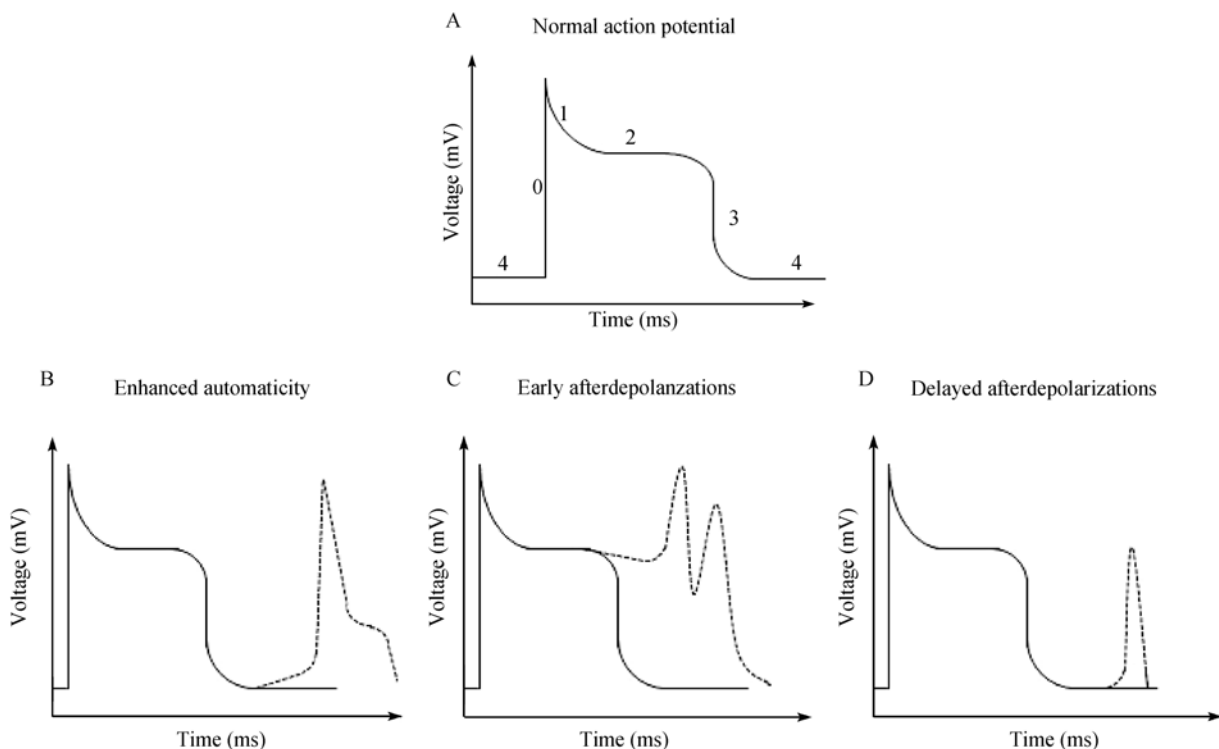 A
Normal action potential
Voltage (mV)
1
2
0
3
4
4
Time (ms)
B
Enhanced automaticity
Voltage (mV)
Time (ms)
C
Early afterdepolanzations
Voltage (mV)
Time (ms)
D
Delayed afterdepolarizations
Voltage (mV)
Time (ms)